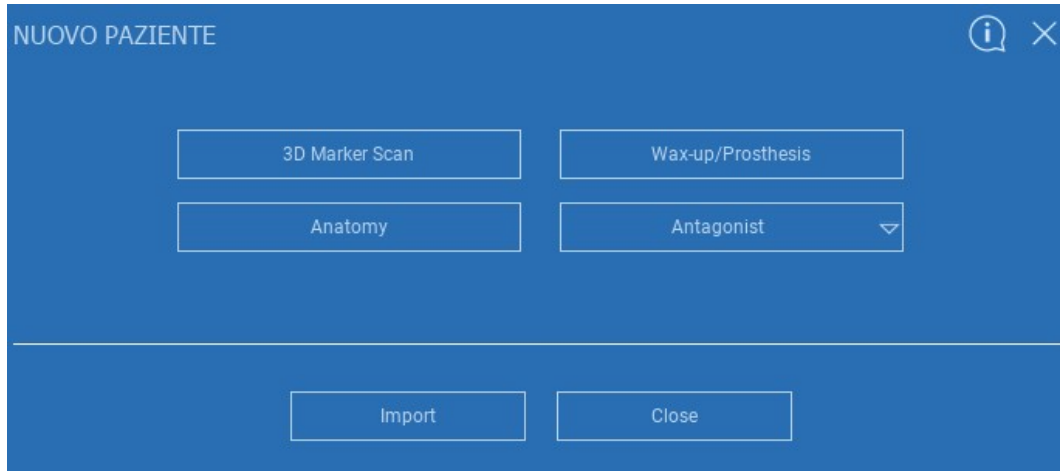 NUOVO PAZIENTE
3D Marker Scan
Wax-up/Prosthesis
Anatomy
Antagonist
Import
Close